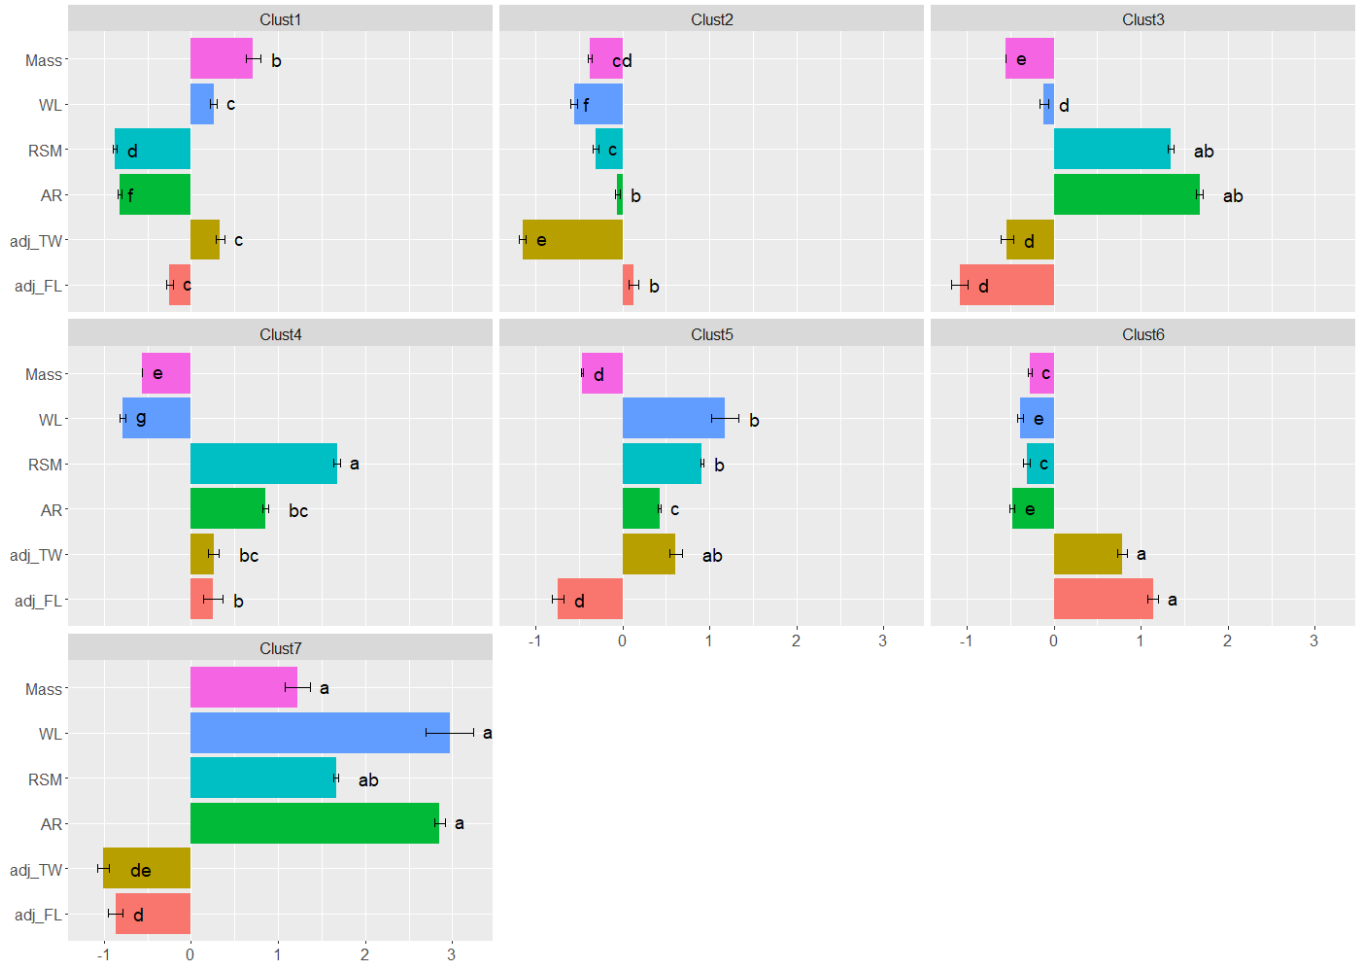 Clust1 Clust2 Clust3
Mass b cd e
WL c f d
RSM d c ab
AR f b ab
adj_TW c e d
adj_FL c b d
Clust4 Clust5 Clust6
Mass e d c
WL g b e
RSM a b c
AR bc c e
adj_TW bc ab a
adj_FL b d a
-1 0 1 2 3 -1 0 1 2 3
Clust7
Mass a
WL a
RSM ab
AR a
adj_TW de
adj_FL d
-1 0 1 2 3